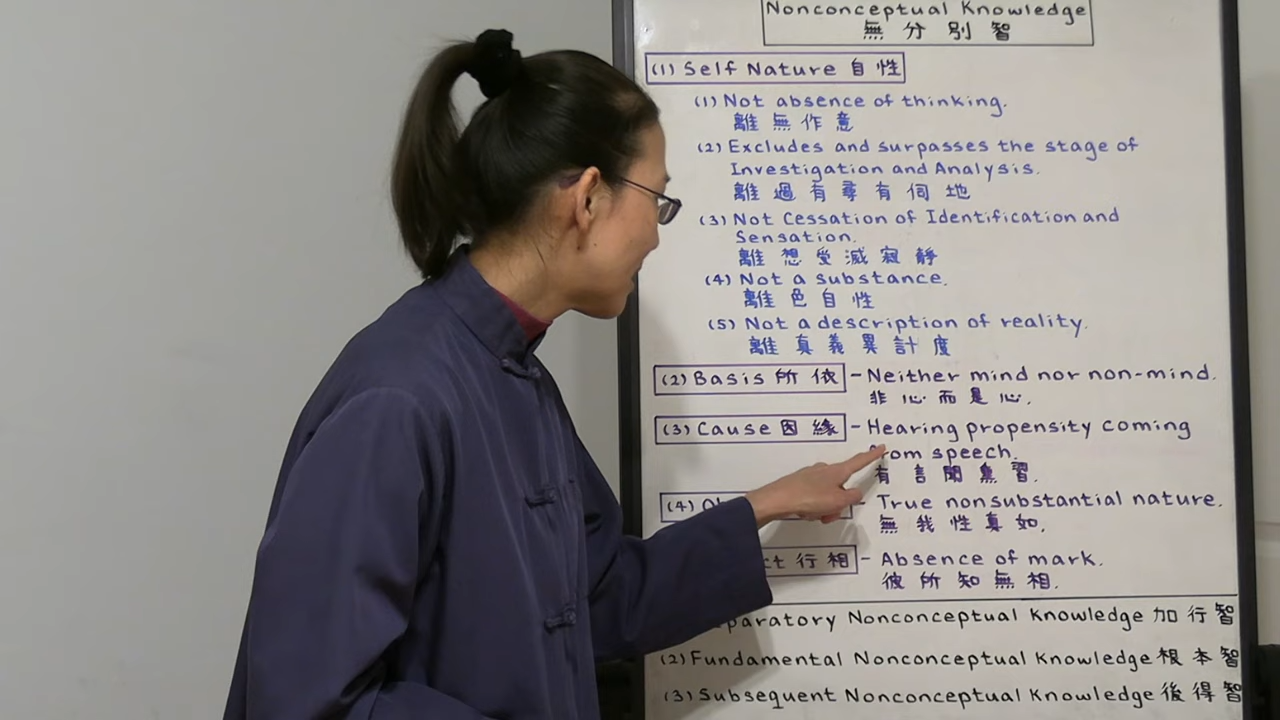 Nonconceptual Knowledge
無分別智
(1) Self Nature 自性
(1) Not absence of thinking.
離無作意
(2) Excludes and surpasses the stage of
Investigation and Analysis.
離過有尋有伺地
(3) Not Cessation of Identification and
Sensation.
離想受滅寂靜
(4) Not a substance.
離色自性
(5) Not a description of reality.
離真義異計度
(2) Basis 所依 - Neither mind nor non-mind.
非心而是心.
(3) Cause 因緣 - Hearing propensity coming
from speech.
有言聞熏習.
(4) - True nonsubstantial nature.
無我性真如.
行相 - Absence of mark.
彼所知無相.
Nonconceptual Knowledge 加行智
(2) Fundamental Nonconceptual Knowledge 根本智
(3) Subsequent Nonconceptual Knowledge 後得智